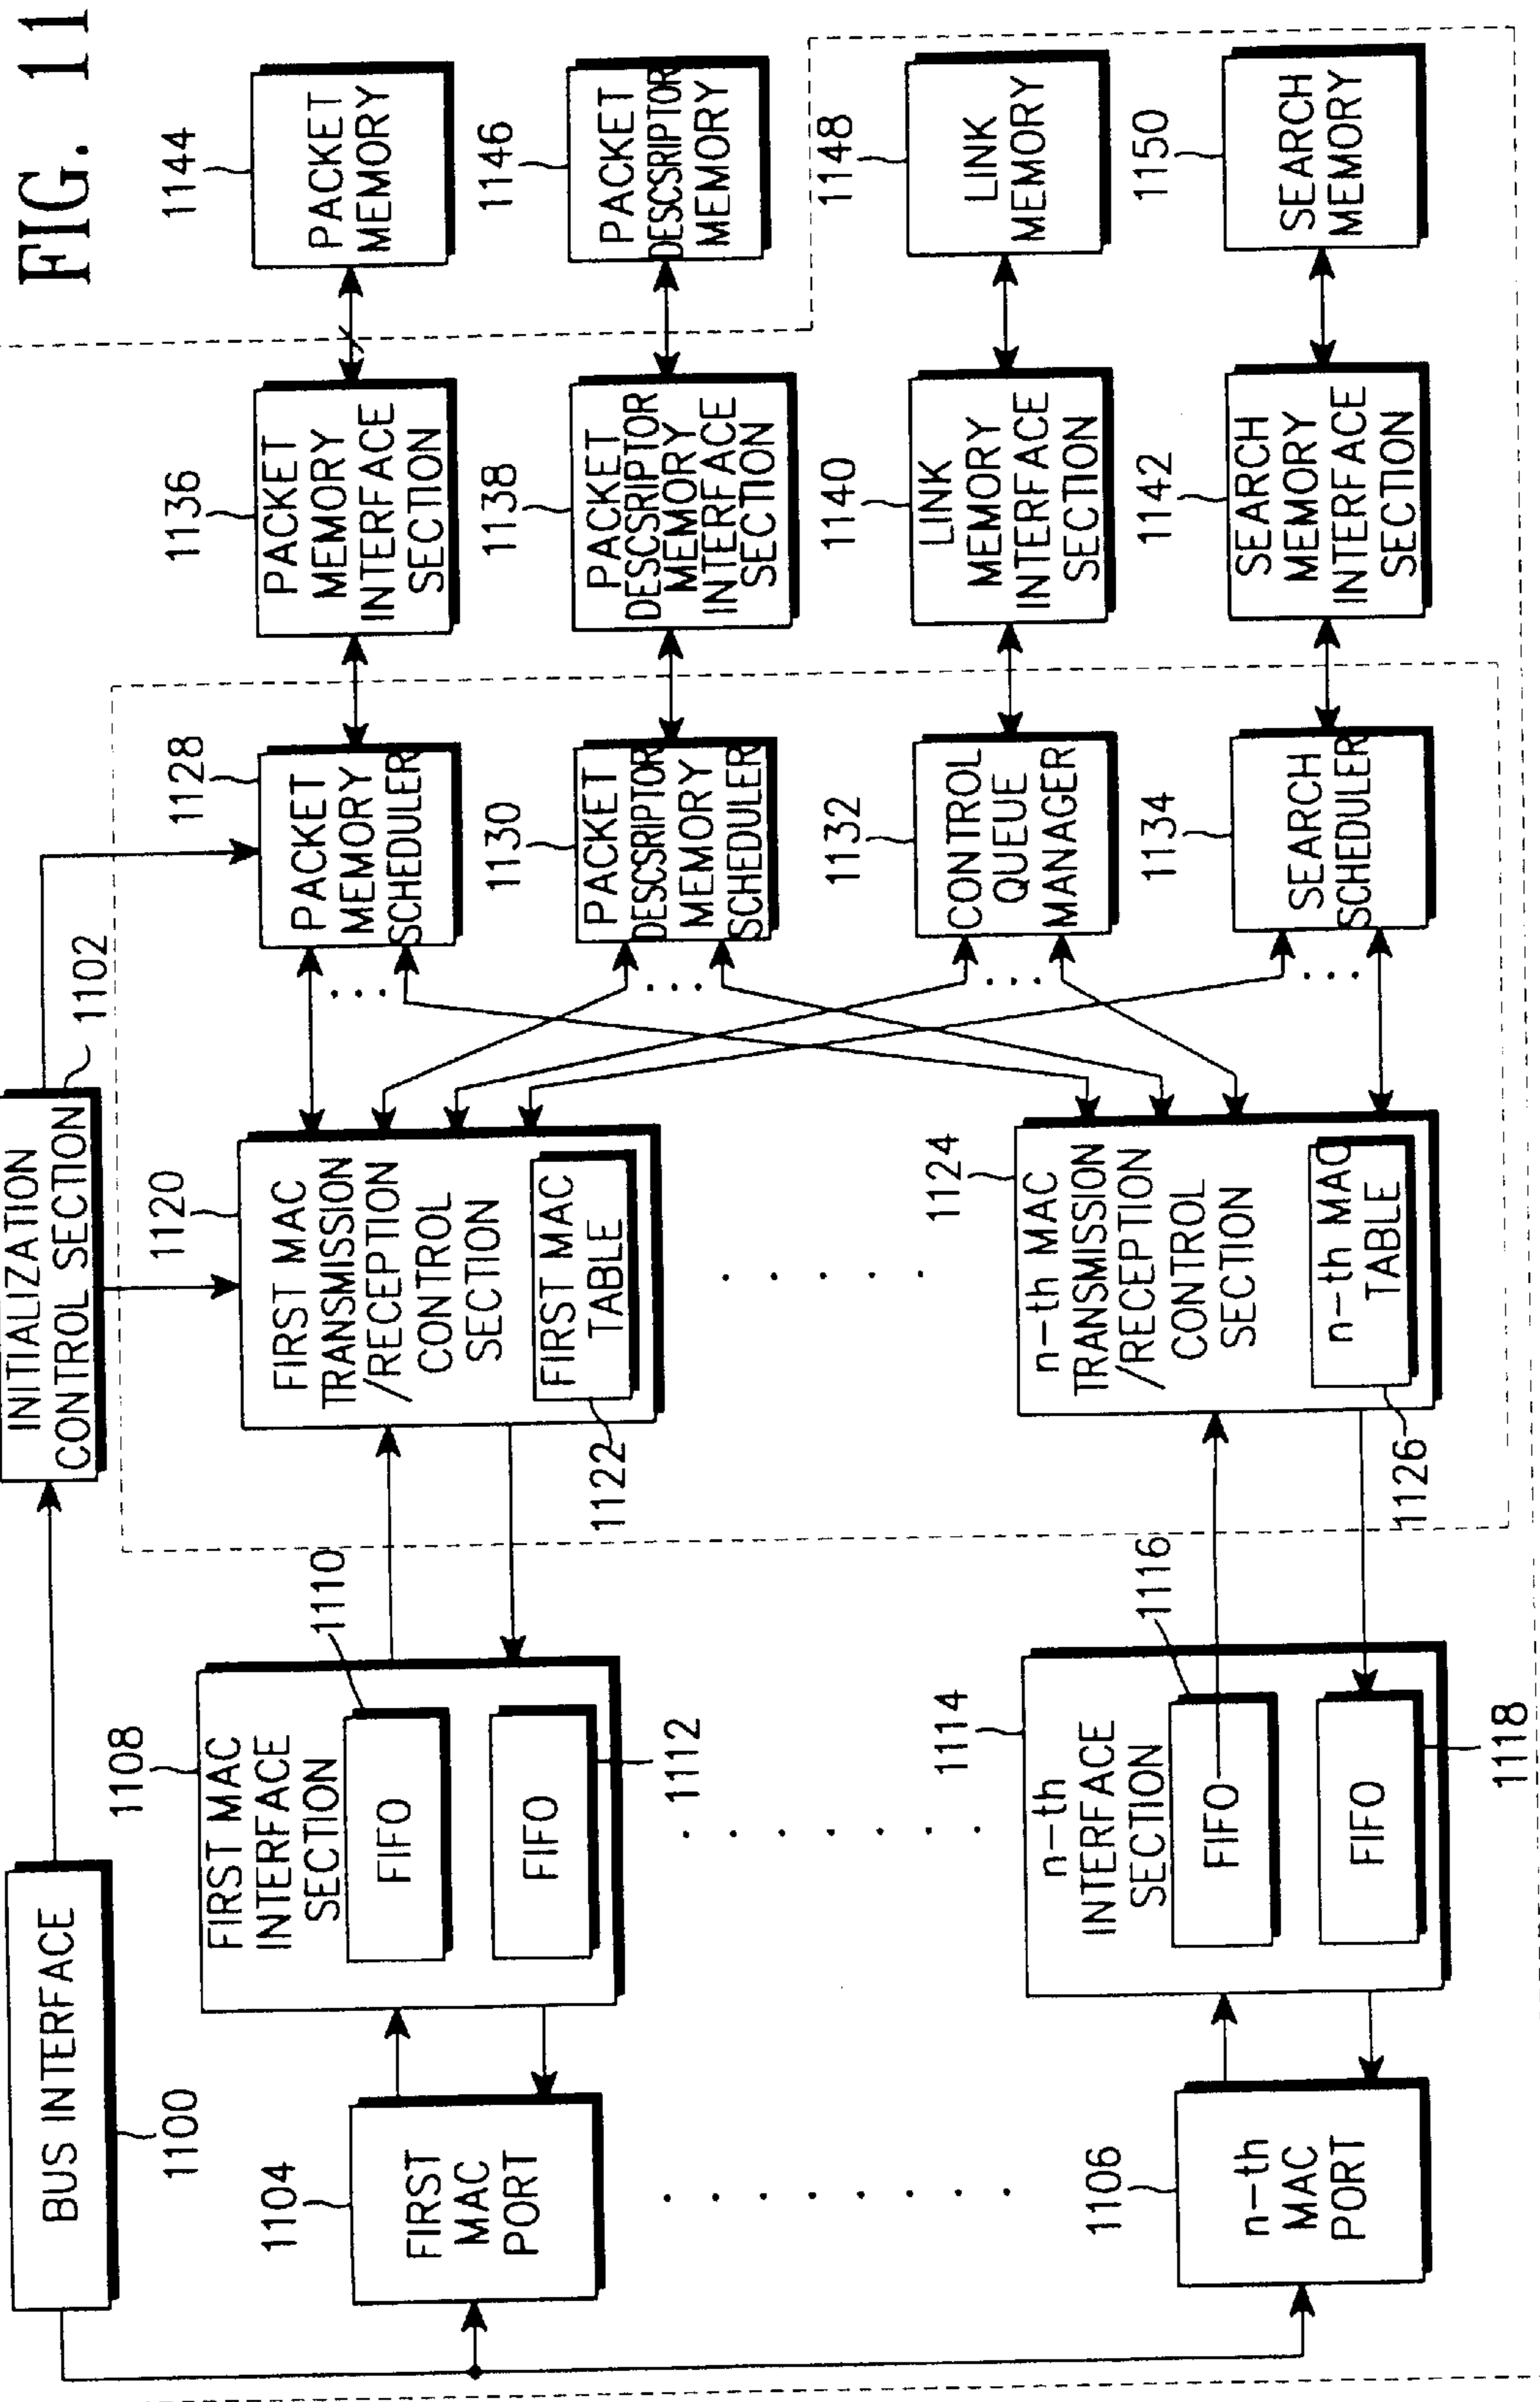 FIG. 11
BUS INTERFACE
1100
INITIALIZATION
CONTROL SECTION
1102
1104
FIRST
MAC
PORT
1108
FIRST MAC
INTERFACE
SECTION
1110
FIFO
FIFO
1112
1120
FIRST MAC
TRANSMISSION
/RECEPTION
CONTROL
SECTION
FIRST MAC
TABLE
1122
1128
PACKET
MEMORY
SCHEDULER
1136
PACKET
MEMORY
INTERFACE
SECTION
1144
PACKET
MEMORY
1130
PACKET
DESCSRIPTOR
MEMORY
SCHEDULER
1138
PACKET
DESCSRIPTOR
MEMORY
INTERFACE
SECTION
1146
PACKET
DESCSRIPTOR
MEMORY
1132
CONTROL
QUEUE
MANAGER
1140
LINK
MEMORY
INTERFACE
SECTION
1148
LINK
MEMORY
1106
n-th
MAC
PORT
1114
n-th
INTERFACE
SECTION
1116
FIFO
FIFO
1118
1124
n-th MAC
TRANSMISSION
/RECEPTION
CONTROL
SECTION
n-th MAC
TABLE
1126
1134
SEARCH
SCHEDULER
1142
SEARCH
MEMORY
INTERFACE
SECTION
1150
SEARCH
MEMORY